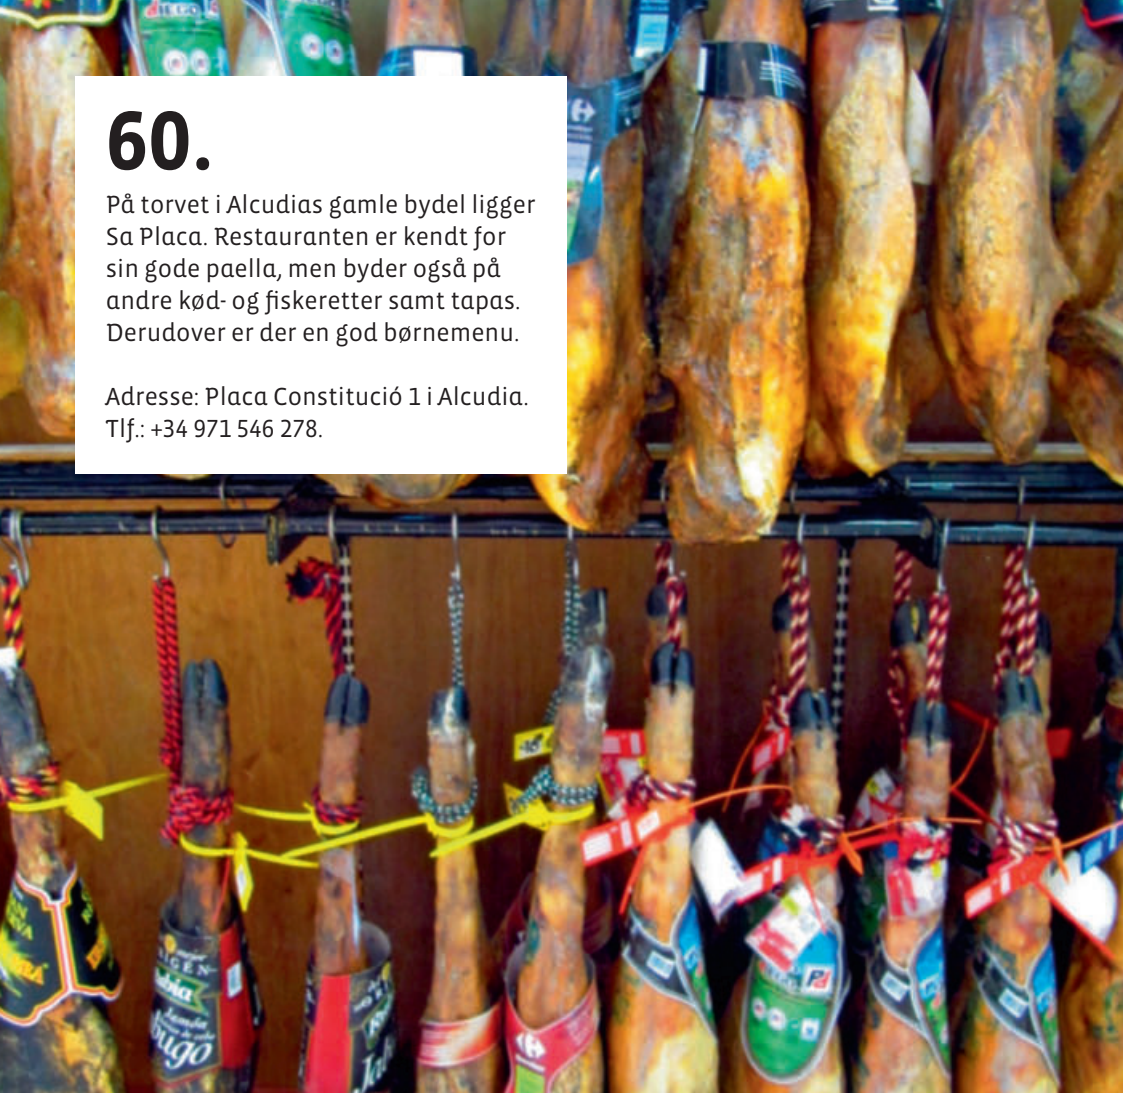 60.
På torvet i Alcudias gamle bydel ligger
Sa Placa. Restauranten er kendt for
sin gode paella, men byder også på
andre kød- og fiskeretter samt tapas.
Derudover er der en god børnemenu.
Adresse: Placa Constitució 1 i Alcudia.
Tlf.: +34 971 546 278.